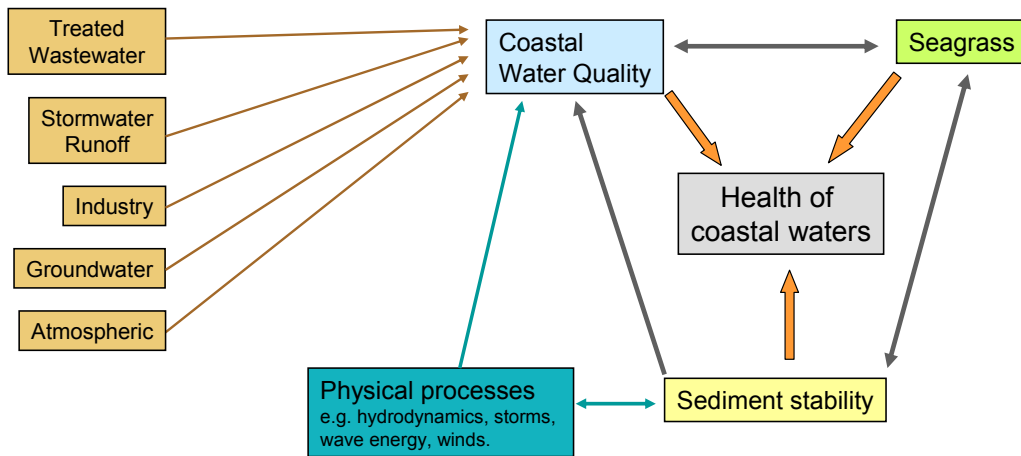 Treated
Wastewater
Coastal
Water Quality
Seagrass
Stormwater
Runoff
Industry
Health of
coastal waters
Groundwater
Atmospheric
Physical processes
e.g. hydrodynamics, storms,
wave energy, winds.
Sediment stability